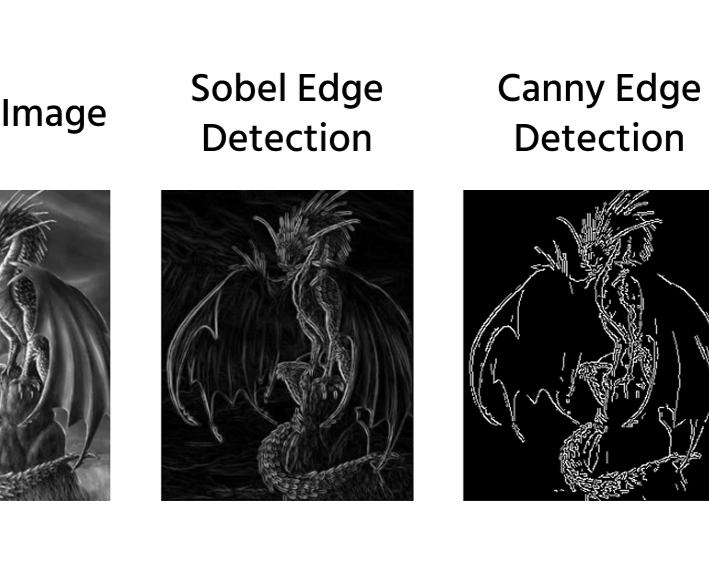 Image
Sobel Edge
Detection
Canny Edge
Detection